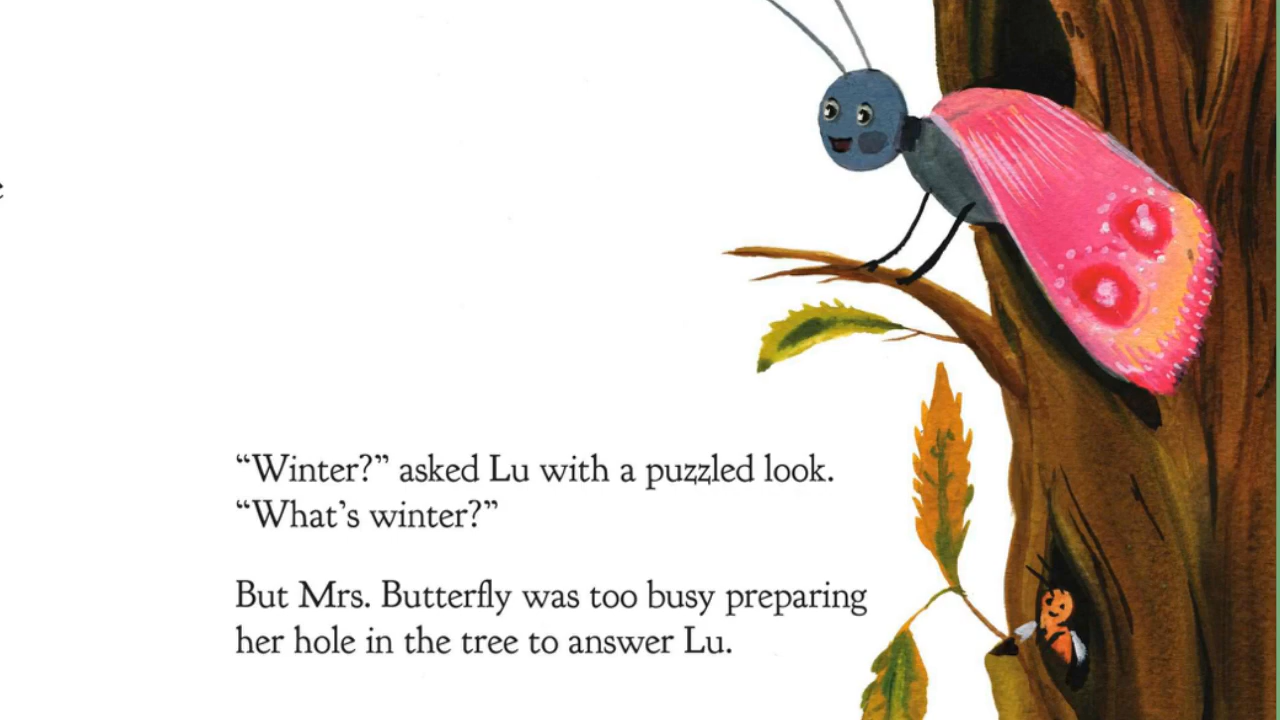 “Winter?” asked Lu with a puzzled look.
“What’s winter?”
But Mrs. Butterfly was too busy preparing
her hole in the tree to answer Lu.